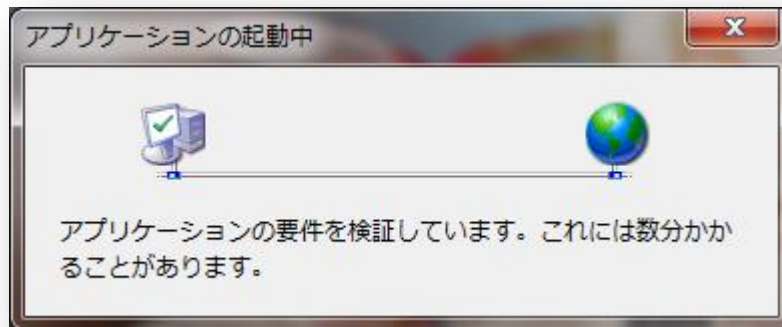 アプリケーションの起動中
アプリケーションの要件を検証しています。これには数分かか
ることがあります。